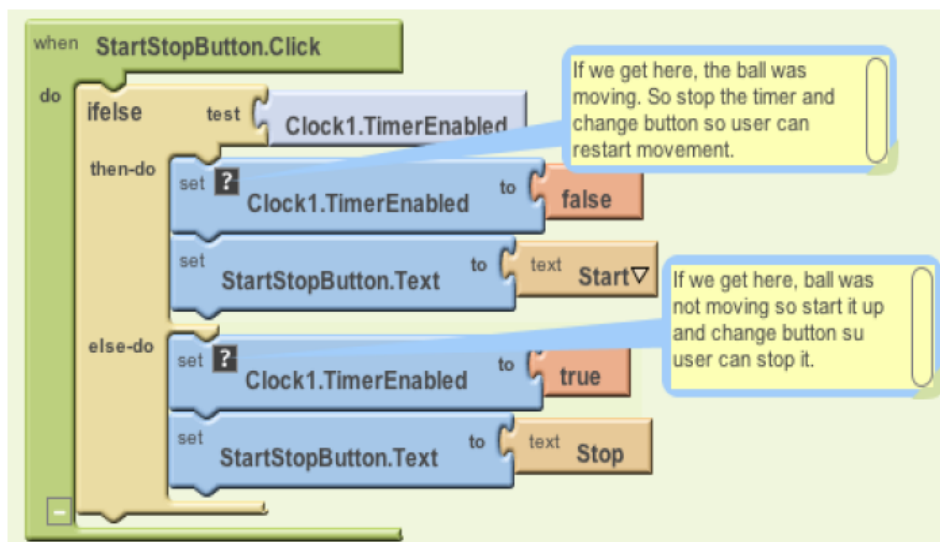 when StartStopButton.Click
do
ifelse test Clock1.TimerEnabled
If we get here, the ball was
moving. So stop the timer and
change button so user can
restart movement.
then-do
set ? Clock1.TimerEnabled to false
set StartStopButton.Text to text Start
If we get here, ball was
not moving so start it up
and change button su
user can stop it.
else-do
set ? Clock1.TimerEnabled to true
set StartStopButton.Text to text Stop